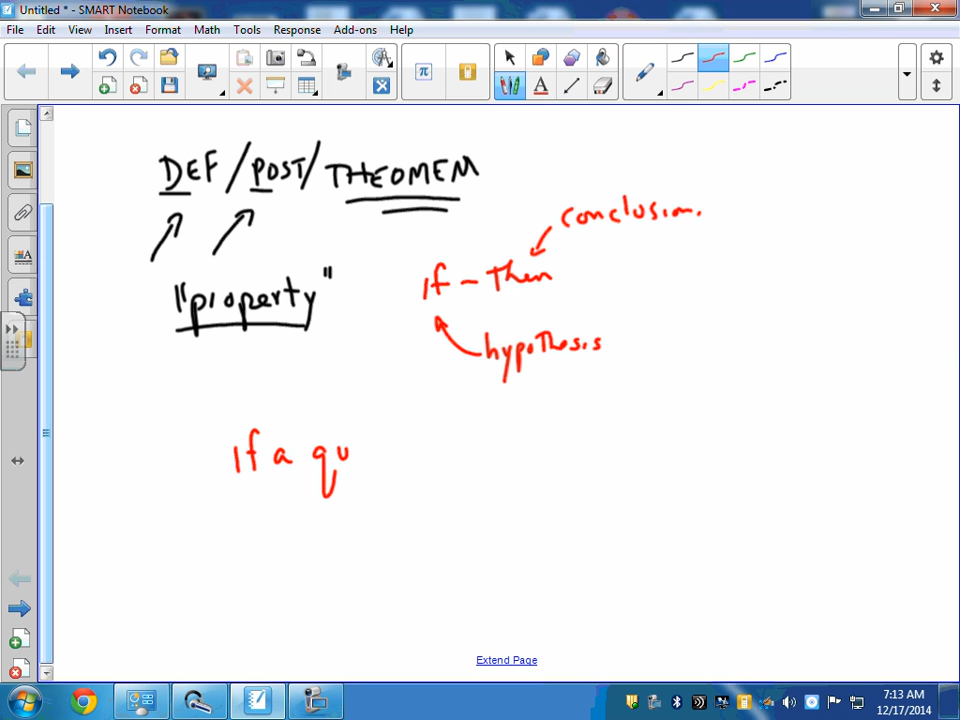 Untitled * - SMART Notebook
File Edit View Insert Format Math Tools Response Add-ons Help
DEF / POST / THEOMEM
conclusion.
If - Then
"property"
hypothesis
If a qu
Extend Page
7:13 AM
12/17/2014